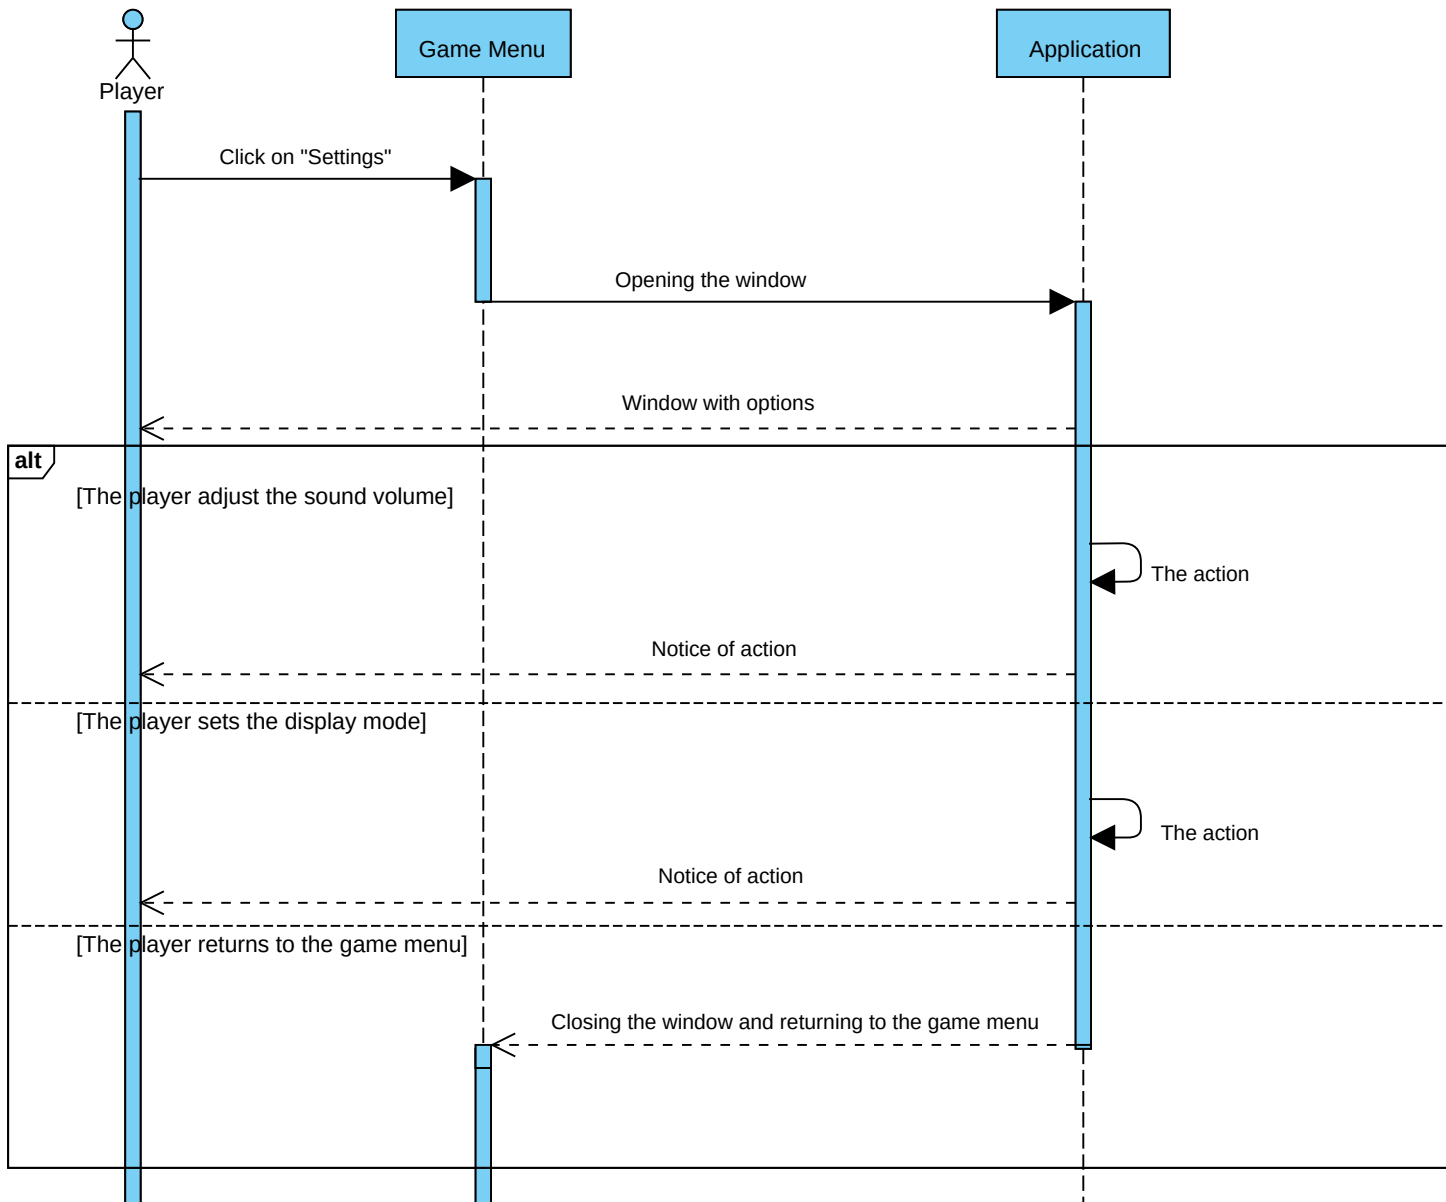 Player
Game Menu
Application
Click on "Settings"
Opening the window
Window with options
alt
[The player adjust the sound volume]
The action
Notice of action
[The player sets the display mode]
The action
Notice of action
[The player returns to the game menu]
Closing the window and returning to the game menu